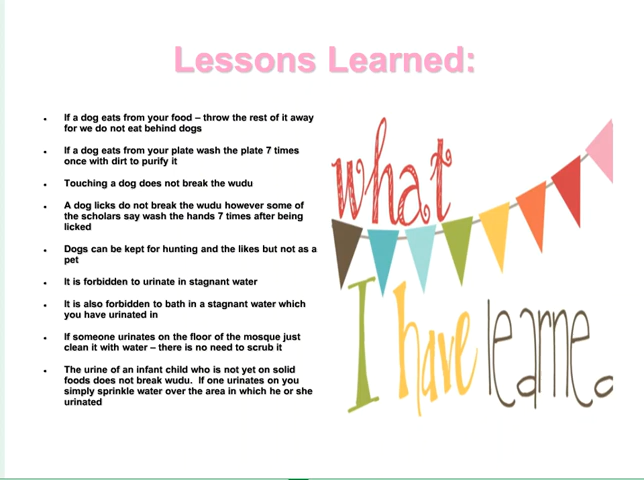 Lessons Learned:
• If a dog eats from your food – throw the rest of it away
for we do not eat behind dogs
• If a dog eats from your plate wash the plate 7 times
once with dirt to purify it
• Touching a dog does not break the wudu
• A dog licks do not break the wudu however some of
the scholars say wash the hands 7 times after being
licked
• Dogs can be kept for hunting and the likes but not as a
pet
• It is forbidden to urinate in stagnant water
• It is also forbidden to bath in a stagnant water which
you have urinated in
• If someone urinates on the floor of the mosque just
clean it with water – there is no need to scrub it
• The urine of an infant child who is not yet on solid
foods does not break wudu. If one urinates on you
simply sprinkle water over the area in which he or she
urinated
what
I have learne